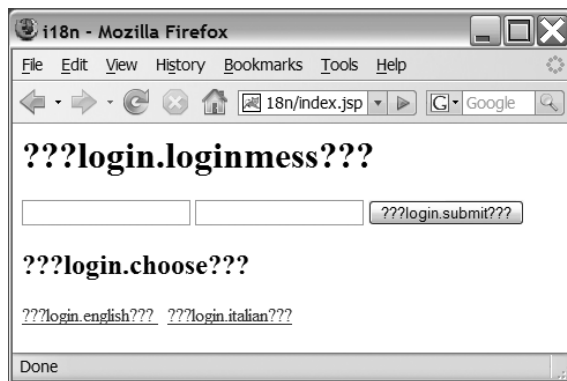 i18n - Mozilla Firefox
File Edit View History Bookmarks Tools Help
18n/index.jsp G Google
???login.loginmess???
???login.submit???
???login.choose???
???login.english??? ???login.italian???
Done